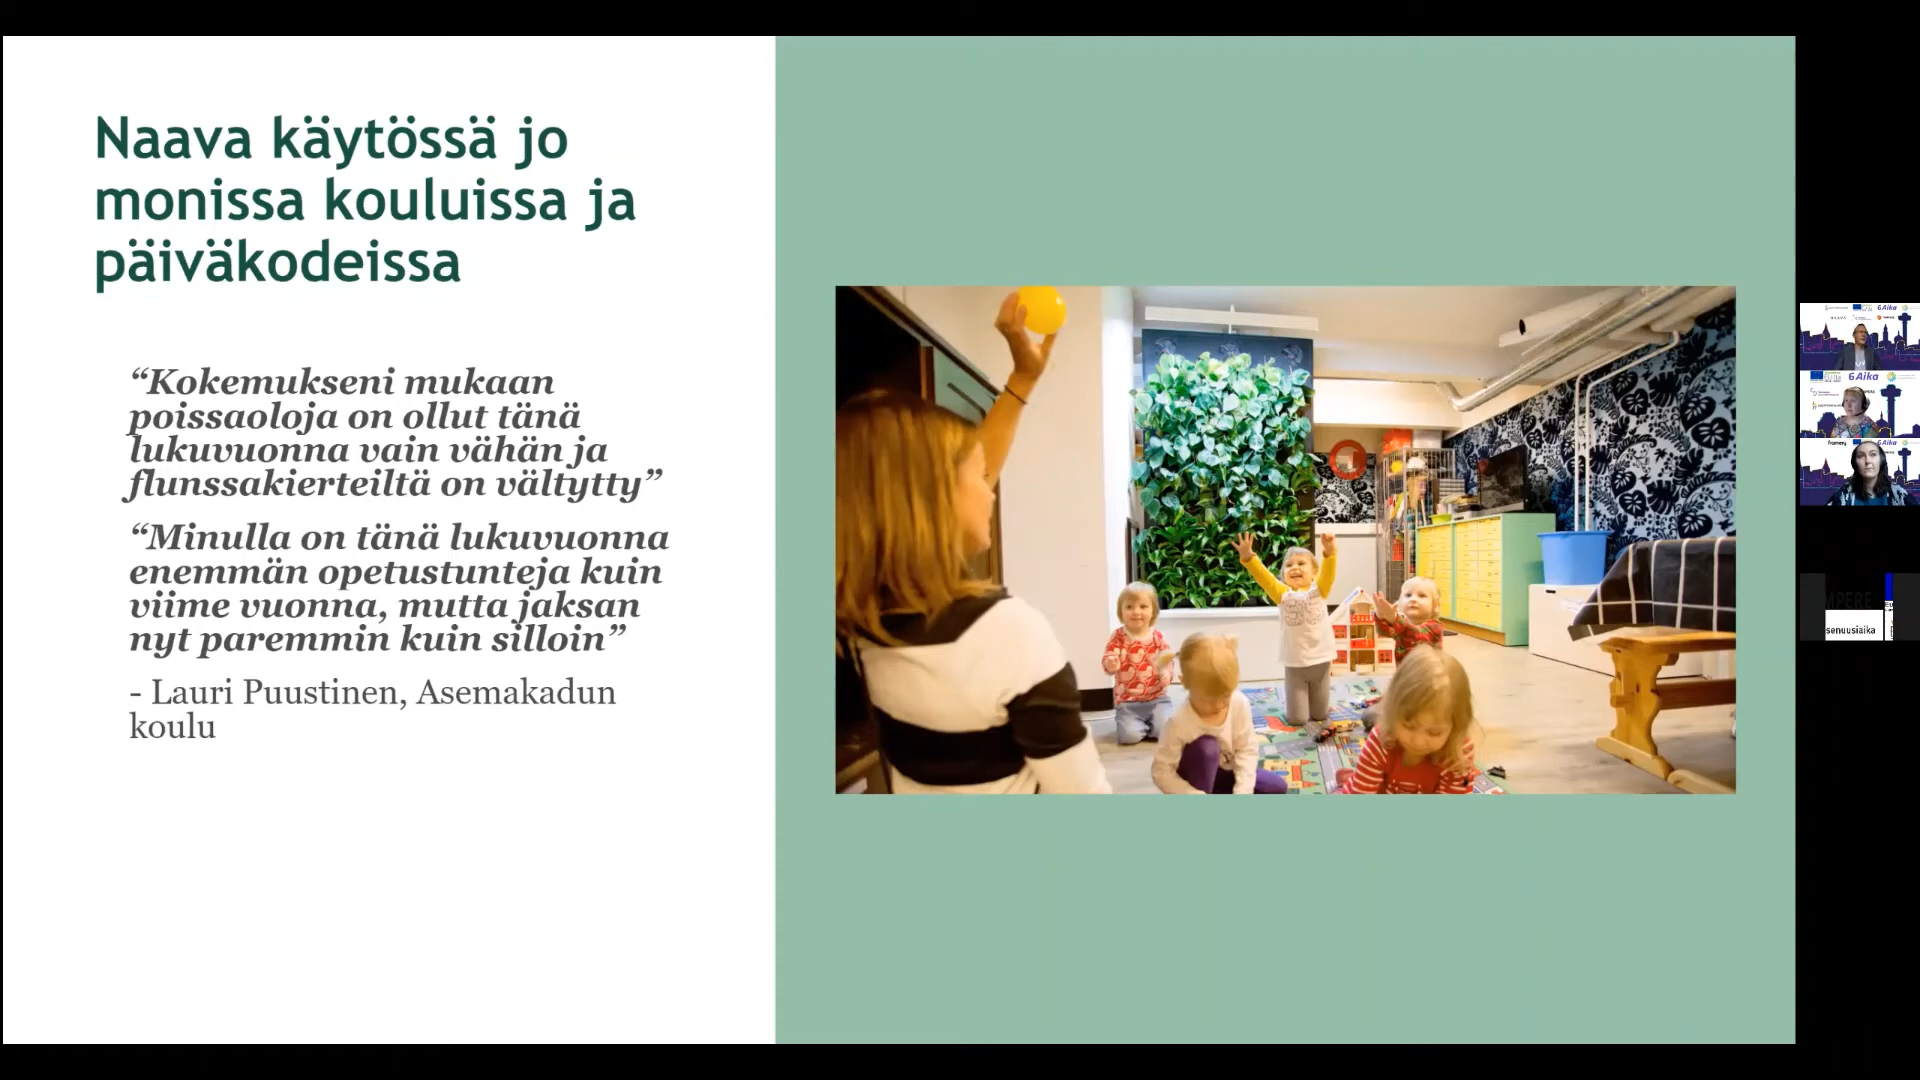 Naava käytössä jo
monissa kouluissa ja
päiväkodeissa
“Kokemukseni mukaan
poissaoloja on ollut tänä
lukuvuonna vain vähän ja
flunssakierteiltä on vältytty”
“Minulla on tänä lukuvuonna
enemmän opetustunteja kuin
viime vuonna, mutta jaksan
nyt paremmin kuin silloin”
- Lauri Puustinen, Asemakadun
koulu
6Aika
6Aika
framery
6Aika
MPERE
senuusiaika